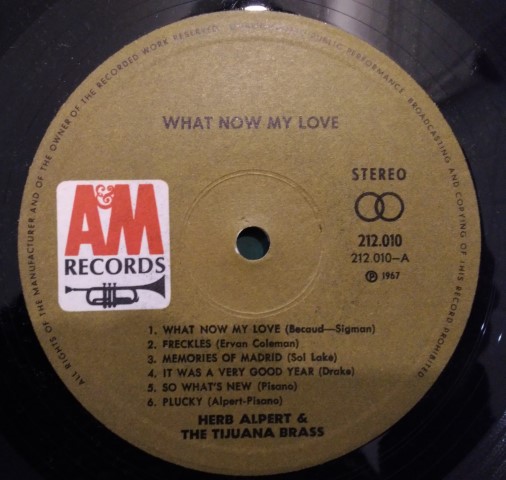 ALL RIGHTS OF THE MANUFACTURER AND OF THE OWNER OF THE RECORDED WORK RESERVED PUBLIC PERFORMANCE BROADCASTING AND COPYING OF THIS RECORD PROHIBITED
WHAT NOW MY LOVE
STEREO
A&M
RECORDS
212.010
212.010—A
℗ 1967
1. WHAT NOW MY LOVE (Becaud—Sigman)
2. FRECKLES (Ervan Coleman)
3. MEMORIES OF MADRID (Sol Lake)
4. IT WAS A VERY GOOD YEAR (Drake)
5. SO WHAT'S NEW (Pisano)
6. PLUCKY (Alpert-Pisano)
HERB ALPERT &
THE TIJUANA BRASS